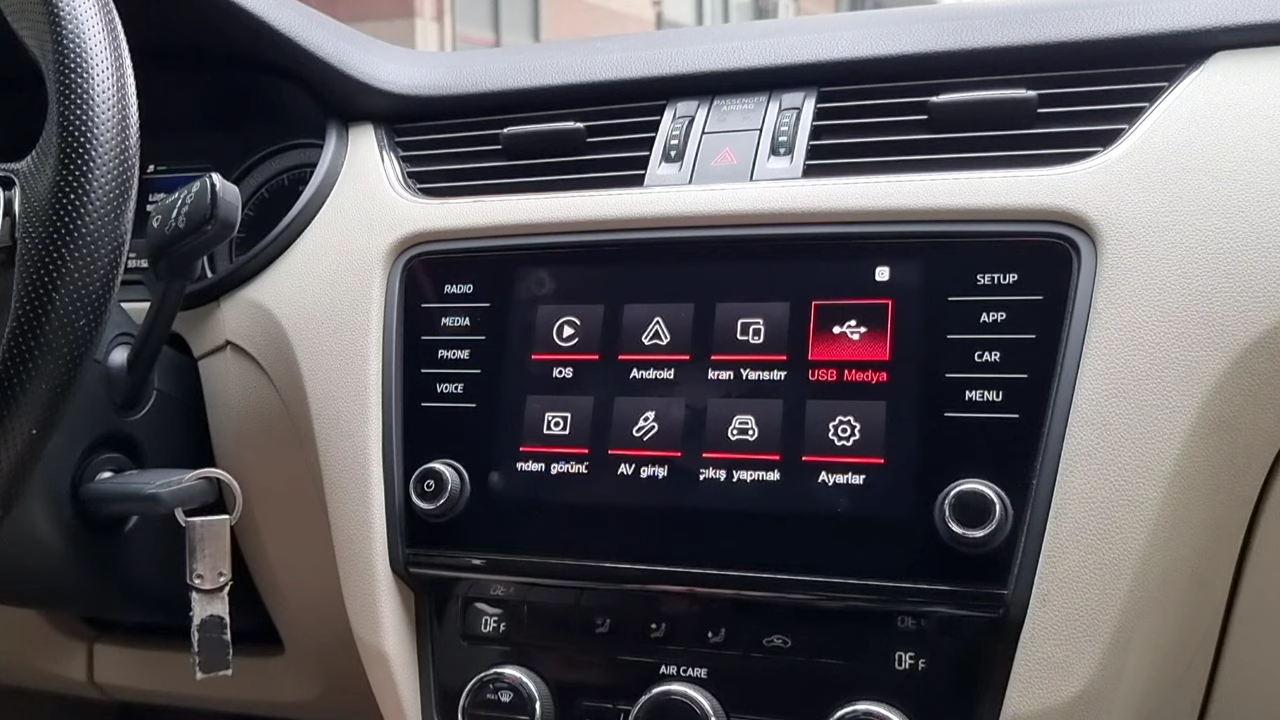 PASSENGER
AIRBAG
RADIO
MEDIA
PHONE
VOICE
SETUP
APP
CAR
MENU
iOS
Android
kran Yansıtm
USB Medya
nden görünü
AV girişi
çıkış yapmak
Ayarlar
OFF
OFF
AIR CARE
MAX